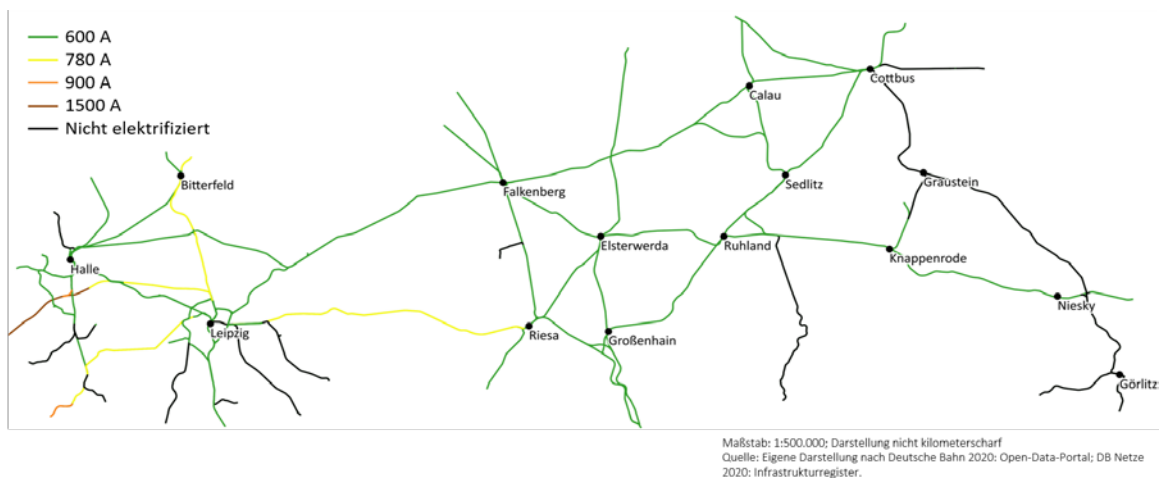 600 A
780 A
900 A
1500 A
Nicht elektrifiziert
Cottbus
Calau
Bitterfeld
Falkenberg
Sedlitz
Graustein
Halle
Elsterwerda
Ruhland
Knappenrode
Niesky
Leipzig
Riesa
Großenhain
Görlitz
Maßstab: 1:500.000; Darstellung nicht kilometerscharf
Quelle: Eigene Darstellung nach Deutsche Bahn 2020: Open-Data-Portal; DB Netze
2020: Infrastrukturregister.